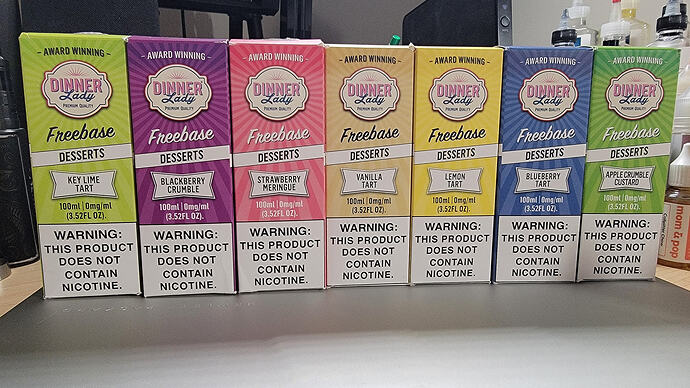 - AWARD WINNING -
DINNER
Lady
PREMIUM QUALITY
Freebase
DESSERTS
KEY LIME
TART
100ml | 0mg/ml
(3.52FL OZ).
WARNING:
THIS PRODUCT
DOES NOT
CONTAIN
NICOTINE.
- AWARD WINNING -
DINNER
Lady
PREMIUM QUALITY
Freebase
DESSERTS
BLACKBERRY
CRUMBLE
100ml | 0mg/ml
(3.52FL OZ).
WARNING:
THIS PRODUCT
DOES NOT
CONTAIN
NICOTINE.
- AWARD WINNING -
DINNER
Lady
PREMIUM QUALITY
Freebase
DESSERTS
STRAWBERRY
MERINGUE
100ml | 0mg/ml
(3.52FL OZ).
WARNING:
THIS PRODUCT
DOES NOT
CONTAIN
NICOTINE.
- AWARD WINNING -
DINNER
Lady
PREMIUM QUALITY
Freebase
DESSERTS
VANILLA
TART
100ml | 0mg/ml
(3.52FL OZ).
WARNING:
THIS PRODUCT
DOES NOT
CONTAIN
NICOTINE.
- AWARD WINNING -
DINNER
Lady
PREMIUM QUALITY
Freebase
DESSERTS
LEMON
TART
100ml | 0mg/ml
(3.52FL OZ).
WARNING:
THIS PRODUCT
DOES NOT
CONTAIN
NICOTINE.
- AWARD WINNING -
DINNER
Lady
PREMIUM QUALITY
Freebase
DESSERTS
BLUEBERRY
TART
100ml | 0mg/ml
(3.52FL OZ).
WARNING:
THIS PRODUCT
DOES NOT
CONTAIN
NICOTINE.
- AWARD WINNING -
DINNER
Lady
PREMIUM QUALITY
Freebase
DESSERTS
APPLE CRUMBLE
CUSTARD
100ml | 0mg/ml
(3.52FL OZ).
WARNING:
THIS PRODUCT
DOES NOT
CONTAIN
NICOTINE.
mom & pop